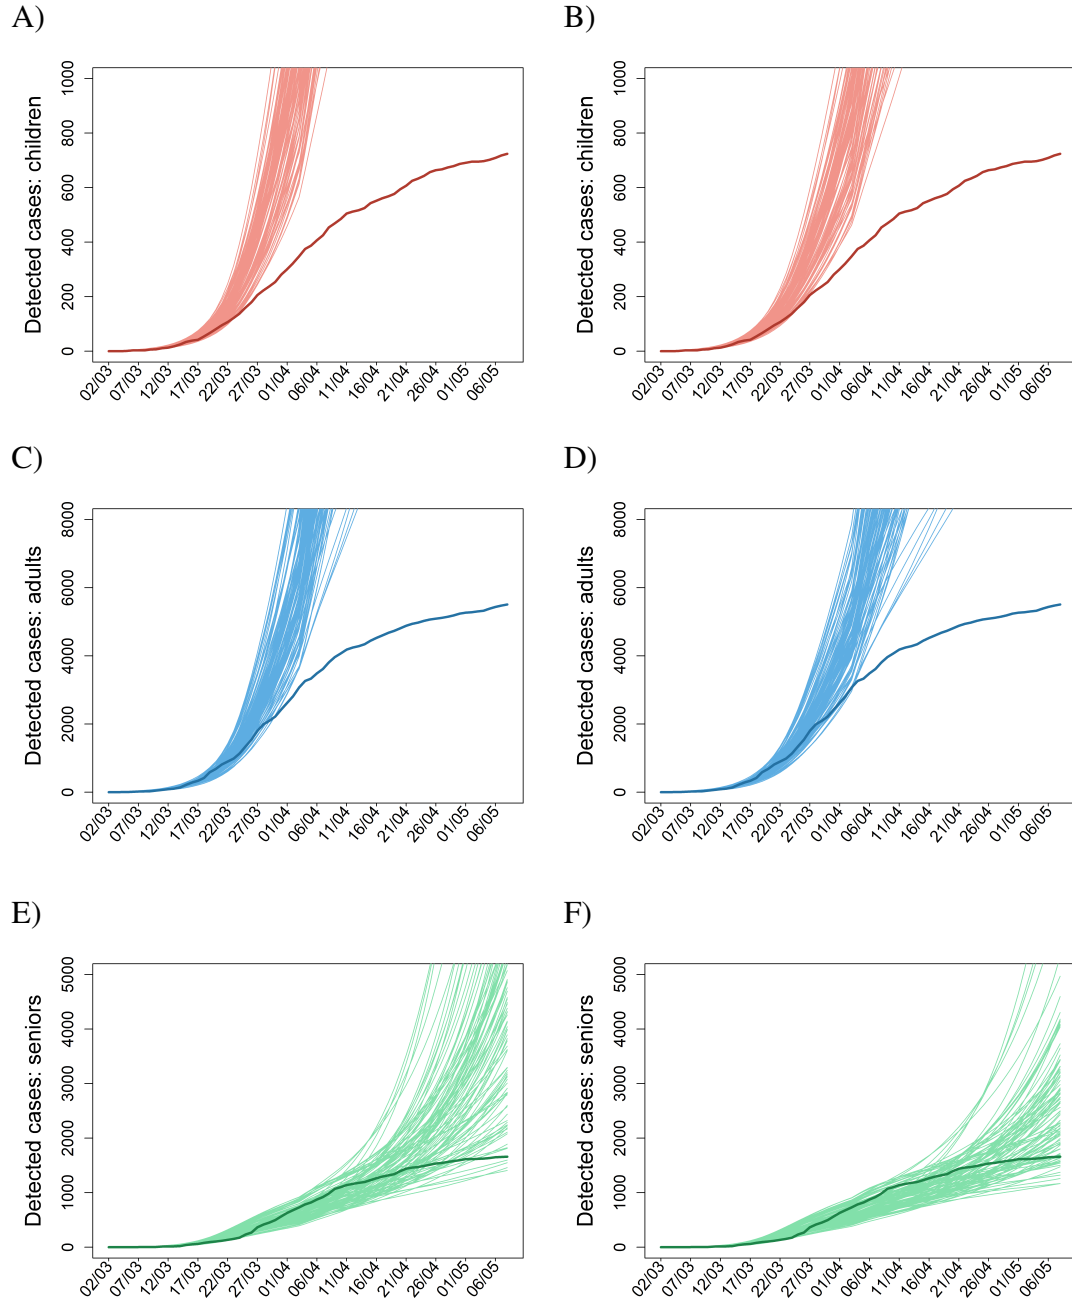 A)
Detected cases: children
0 200 400 600 800 1000
02/03 07/03 12/03 17/03 22/03 27/03 01/04 06/04 11/04 16/04 21/04 26/04 01/05 06/05
B)
Detected cases: children
0 200 400 600 800 1000
02/03 07/03 12/03 17/03 22/03 27/03 01/04 06/04 11/04 16/04 21/04 26/04 01/05 06/05
C)
Detected cases: adults
0 2000 4000 6000 8000
02/03 07/03 12/03 17/03 22/03 27/03 01/04 06/04 11/04 16/04 21/04 26/04 01/05 06/05
D)
Detected cases: adults
0 2000 4000 6000 8000
02/03 07/03 12/03 17/03 22/03 27/03 01/04 06/04 11/04 16/04 21/04 26/04 01/05 06/05
E)
Detected cases: seniors
0 1000 2000 3000 4000 5000
02/03 07/03 12/03 17/03 22/03 27/03 01/04 06/04 11/04 16/04 21/04 26/04 01/05 06/05
F)
Detected cases: seniors
0 1000 2000 3000 4000 5000
02/03 07/03 12/03 17/03 22/03 27/03 01/04 06/04 11/04 16/04 21/04 26/04 01/05 06/05